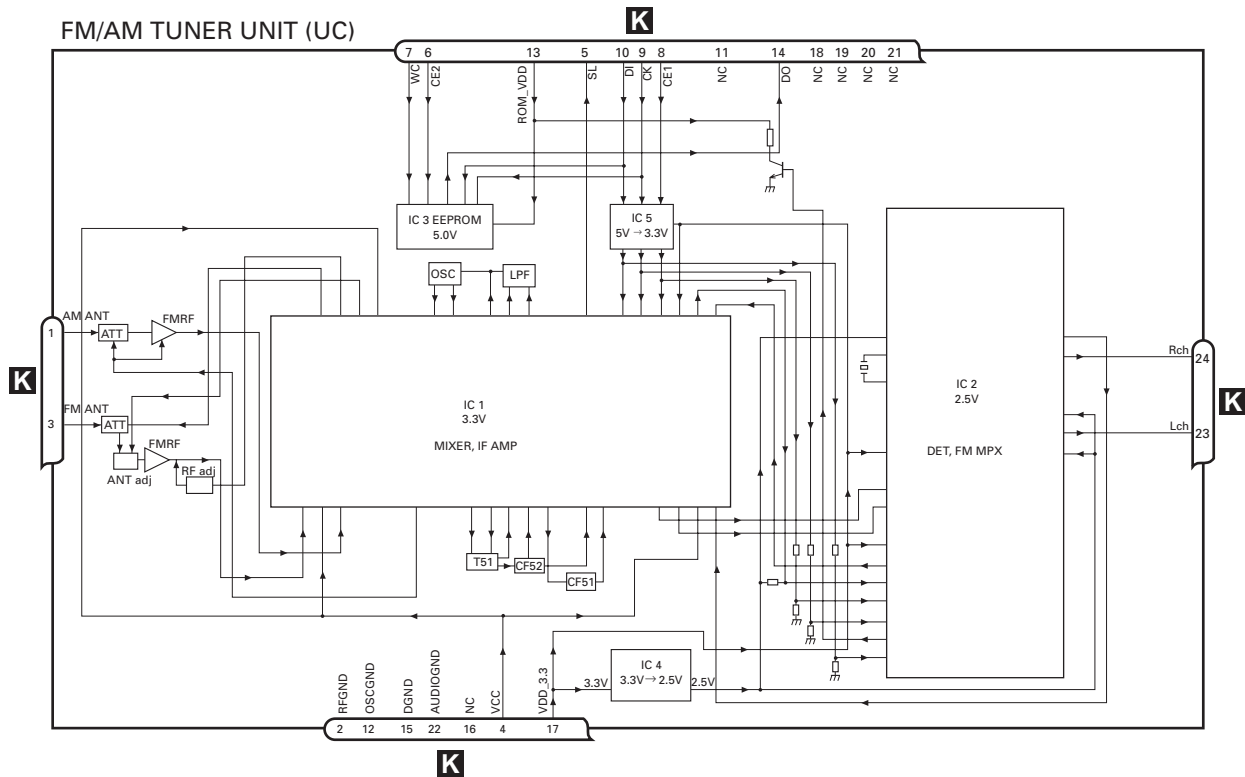 FM/AM TUNER UNIT (UC)
K
7 6 13 5 10 9 8 11 14 18 19 20 21
WC CE2 ROM_VDD SL DI CK CE1 NC DO NC NC NC NC
IC 3 EEPROM
5.0V
IC 5
5V → 3.3V
OSC
LPF
AM ANT
1
ATT
FMRF
K
FM ANT
3
ATT
FMRF
ANT adj
RF adj
IC 1
3.3V
MIXER, IF AMP
T51
CF52
CF51
IC 2
2.5V
DET, FM MPX
Rch
24
K
Lch
23
IC 4
3.3V → 2.5V
3.3V
2.5V
RFGND OSCGND DGND AUDIOGND NC VCC VDD_3.3
2 12 15 22 16 4 17
K